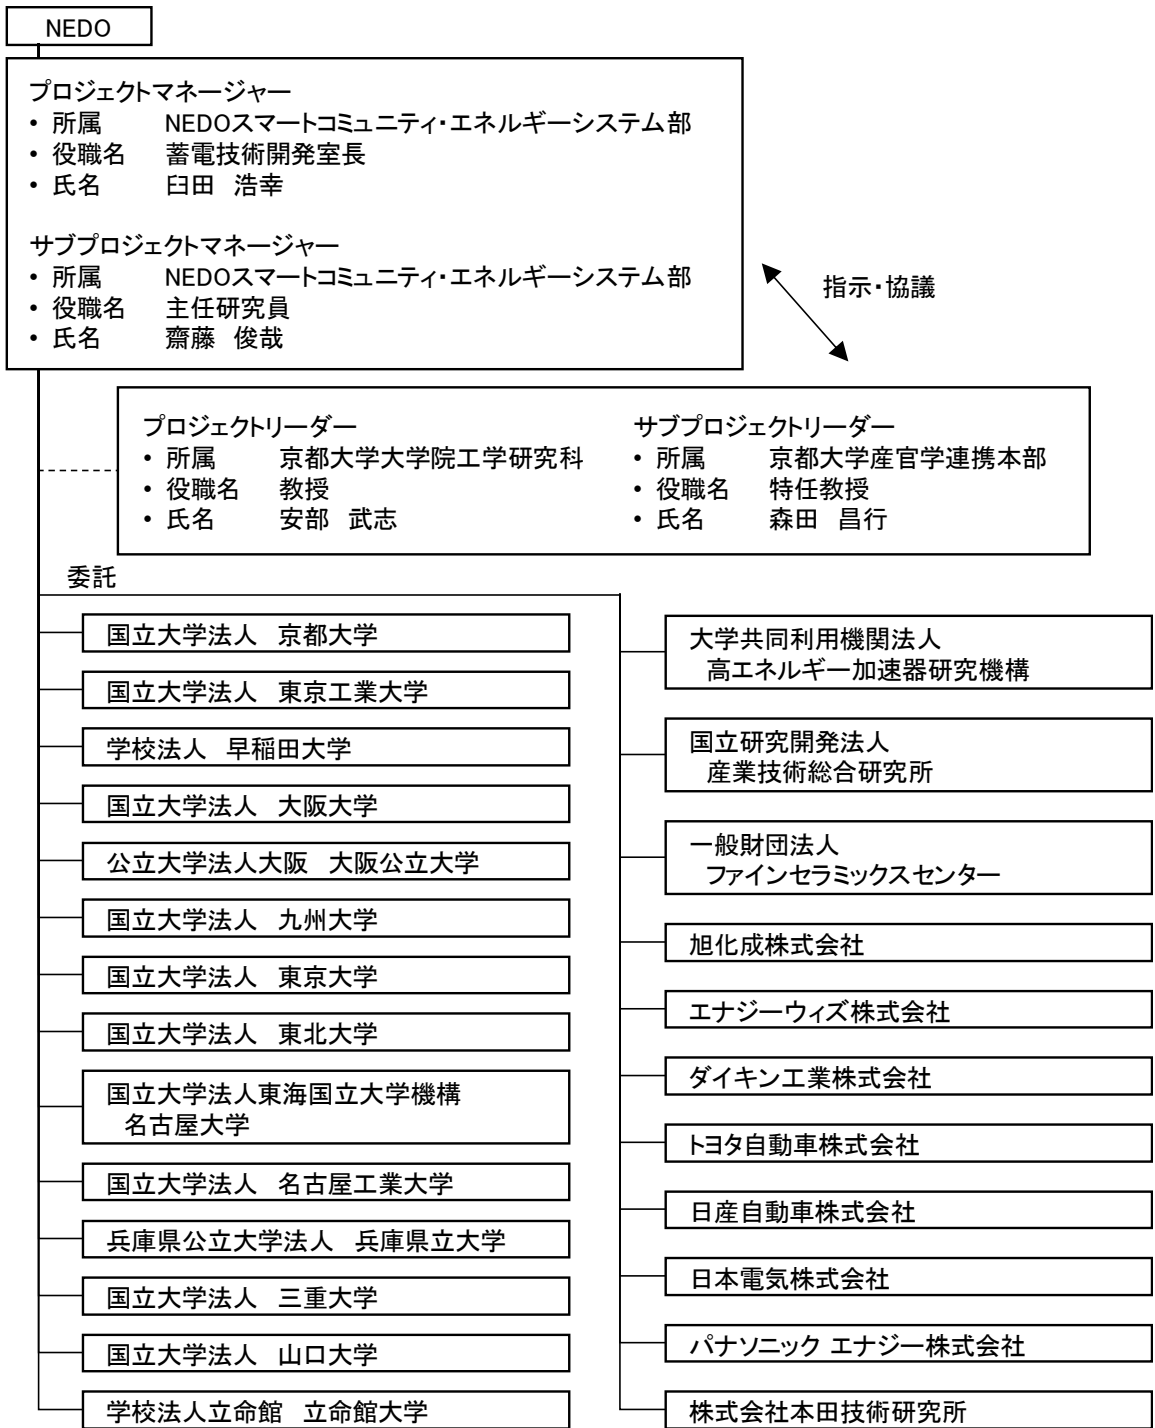 NEDO
プロジェクトマネージャー
• 所属 NEDOスマートコミュニティ・エネルギーシステム部
• 役職名 蓄電技術開発室長
• 氏名 臼田 浩幸
サブプロジェクトマネージャー
• 所属 NEDOスマートコミュニティ・エネルギーシステム部
• 役職名 主任研究員
• 氏名 齋藤 俊哉
指示・協議
プロジェクトリーダー
• 所属 京都大学大学院工学研究科
• 役職名 教授
• 氏名 安部 武志
サブプロジェクトリーダー
• 所属 京都大学産官学連携本部
• 役職名 特任教授
• 氏名 森田 昌行
委託
国立大学法人 京都大学
国立大学法人 東京工業大学
学校法人 早稲田大学
国立大学法人 大阪大学
公立大学法人大阪 大阪公立大学
国立大学法人 九州大学
国立大学法人 東京大学
国立大学法人 東北大学
国立大学法人東海国立大学機構
名古屋大学
国立大学法人 名古屋工業大学
兵庫県公立大学法人 兵庫県立大学
国立大学法人 三重大学
国立大学法人 山口大学
学校法人立命館 立命館大学
大学共同利用機関法人
高エネルギー加速器研究機構
国立研究開発法人
産業技術総合研究所
一般財団法人
ファインセラミックスセンター
旭化成株式会社
エナジーウィズ株式会社
ダイキン工業株式会社
トヨタ自動車株式会社
日産自動車株式会社
日本電気株式会社
パナソニック エナジー株式会社
株式会社本田技術研究所